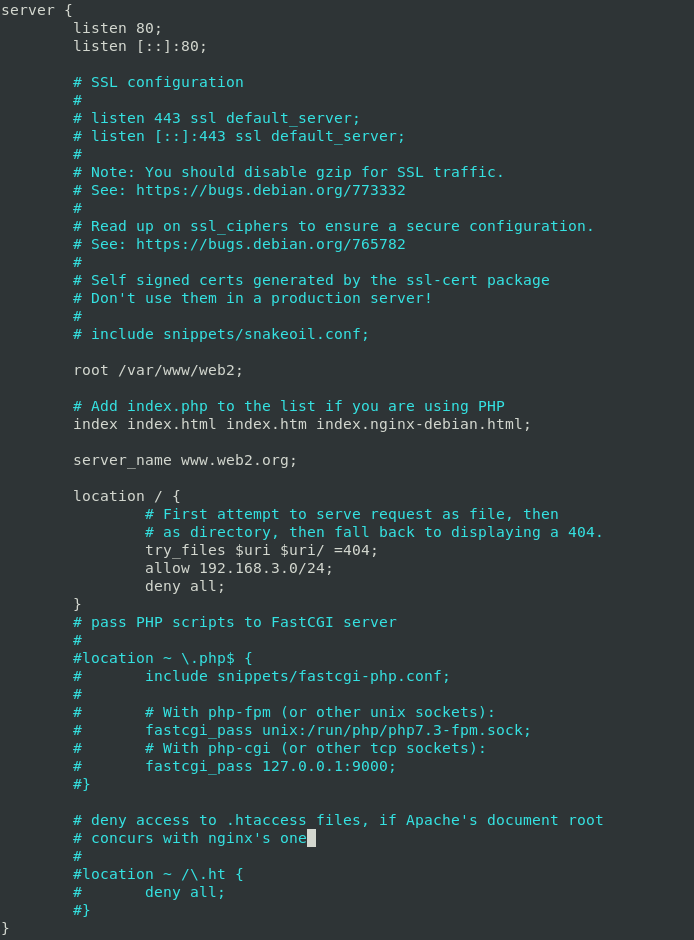 server {
        listen 80;
        listen [::]:80;

        # SSL configuration
        #
        # listen 443 ssl default_server;
        # listen [::]:443 ssl default_server;
        #
        # Note: You should disable gzip for SSL traffic.
        # See: https://bugs.debian.org/773332
        #
        # Read up on ssl_ciphers to ensure a secure configuration.
        # See: https://bugs.debian.org/765782
        #
        # Self signed certs generated by the ssl-cert package
        # Don't use them in a production server!
        #
        # include snippets/snakeoil.conf;

        root /var/www/web2;

        # Add index.php to the list if you are using PHP
        index index.html index.htm index.nginx-debian.html;

        server_name www.web2.org;

        location / {
                # First attempt to serve request as file, then
                # as directory, then fall back to displaying a 404.
                try_files $uri $uri/ =404;
                allow 192.168.3.0/24;
                deny all;
        }
        # pass PHP scripts to FastCGI server
        #
        #location ~ \.php$ {
        #       include snippets/fastcgi-php.conf;
        #
        #       # With php-fpm (or other unix sockets):
        #       fastcgi_pass unix:/run/php/php7.3-fpm.sock;
        #       # With php-cgi (or other tcp sockets):
        #       fastcgi_pass 127.0.0.1:9000;
        #}

        # deny access to .htaccess files, if Apache's document root
        # concurs with nginx's one
        #
        #location ~ /\.ht {
        #       deny all;
        #}
}